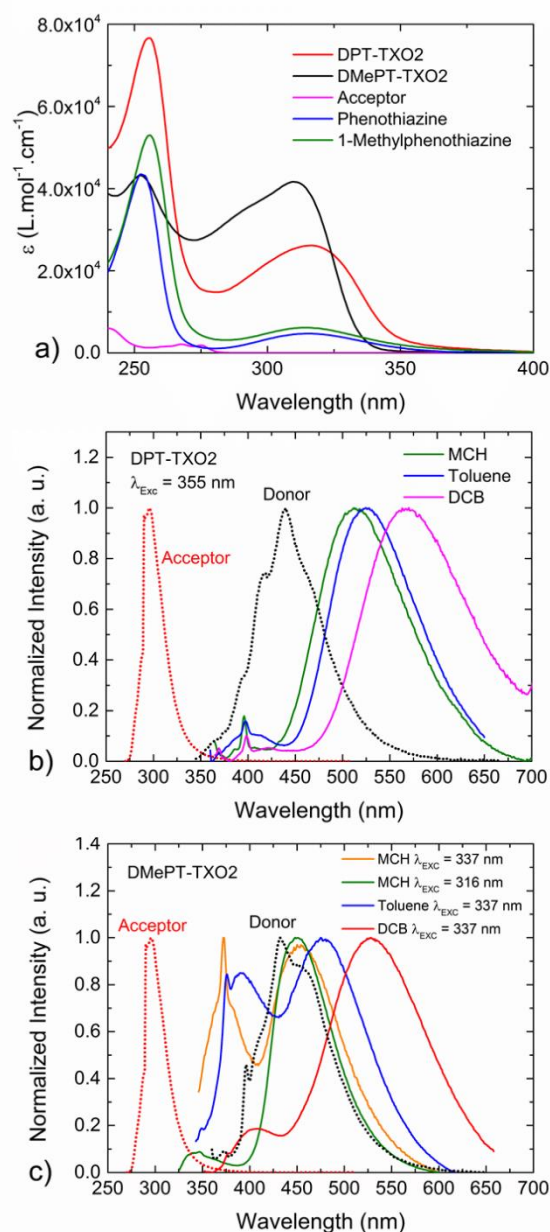 8.0x10⁴
6.0x10⁴
4.0x10⁴
2.0x10⁴
0.0
ε (L.mol⁻¹.cm⁻¹)
DPT-TXO2
DMePT-TXO2
Acceptor
Phenothiazine
1-Methylphenothiazine
a)
250 300 350 400
Wavelength (nm)
1.2
1.0
0.8
0.6
0.4
0.2
0.0
Normalized Intensity (a. u.)
DPT-TXO2
λExc = 355 nm
Acceptor
Donor
MCH
Toluene
DCB
b)
250 300 350 400 450 500 550 600 650 700
Wavelength (nm)
1.4
1.2
1.0
0.8
0.6
0.4
0.2
0.0
Normalized Intensity (a. u.)
DMePT-TXO2
Acceptor
Donor
MCH λEXC = 337 nm
MCH λEXC = 316 nm
Toluene λEXC = 337 nm
DCB λEXC = 337 nm
c)
250 300 350 400 450 500 550 600 650 700
Wavelength (nm)